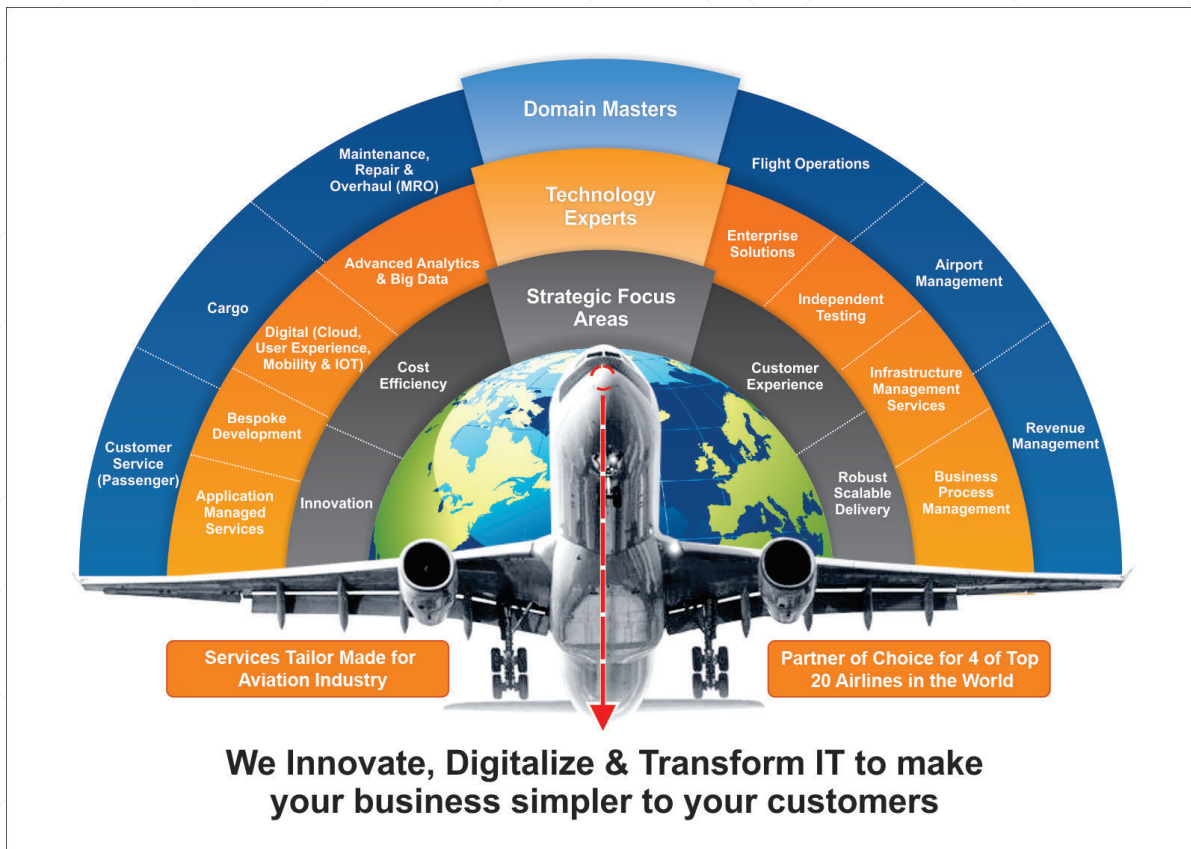 Domain Masters
Technology
Experts
Strategic Focus
Areas
Maintenance,
Repair &
Overhaul (MRO)
Cargo
Customer
Service
(Passenger)
Flight Operations
Airport
Management
Revenue
Management
Advanced Analytics
& Big Data
Digital (Cloud,
User Experience,
Mobility & IOT)
Bespoke
Development
Application
Managed
Services
Enterprise
Solutions
Independent
Testing
Infrastructure
Management
Services
Business
Process
Management
Cost
Efficiency
Innovation
Customer
Experience
Robust
Scalable
Delivery
Services Tailor Made for
Aviation Industry
Partner of Choice for 4 of Top
20 Airlines in the World
We Innovate, Digitalize & Transform IT to make
your business simpler to your customers